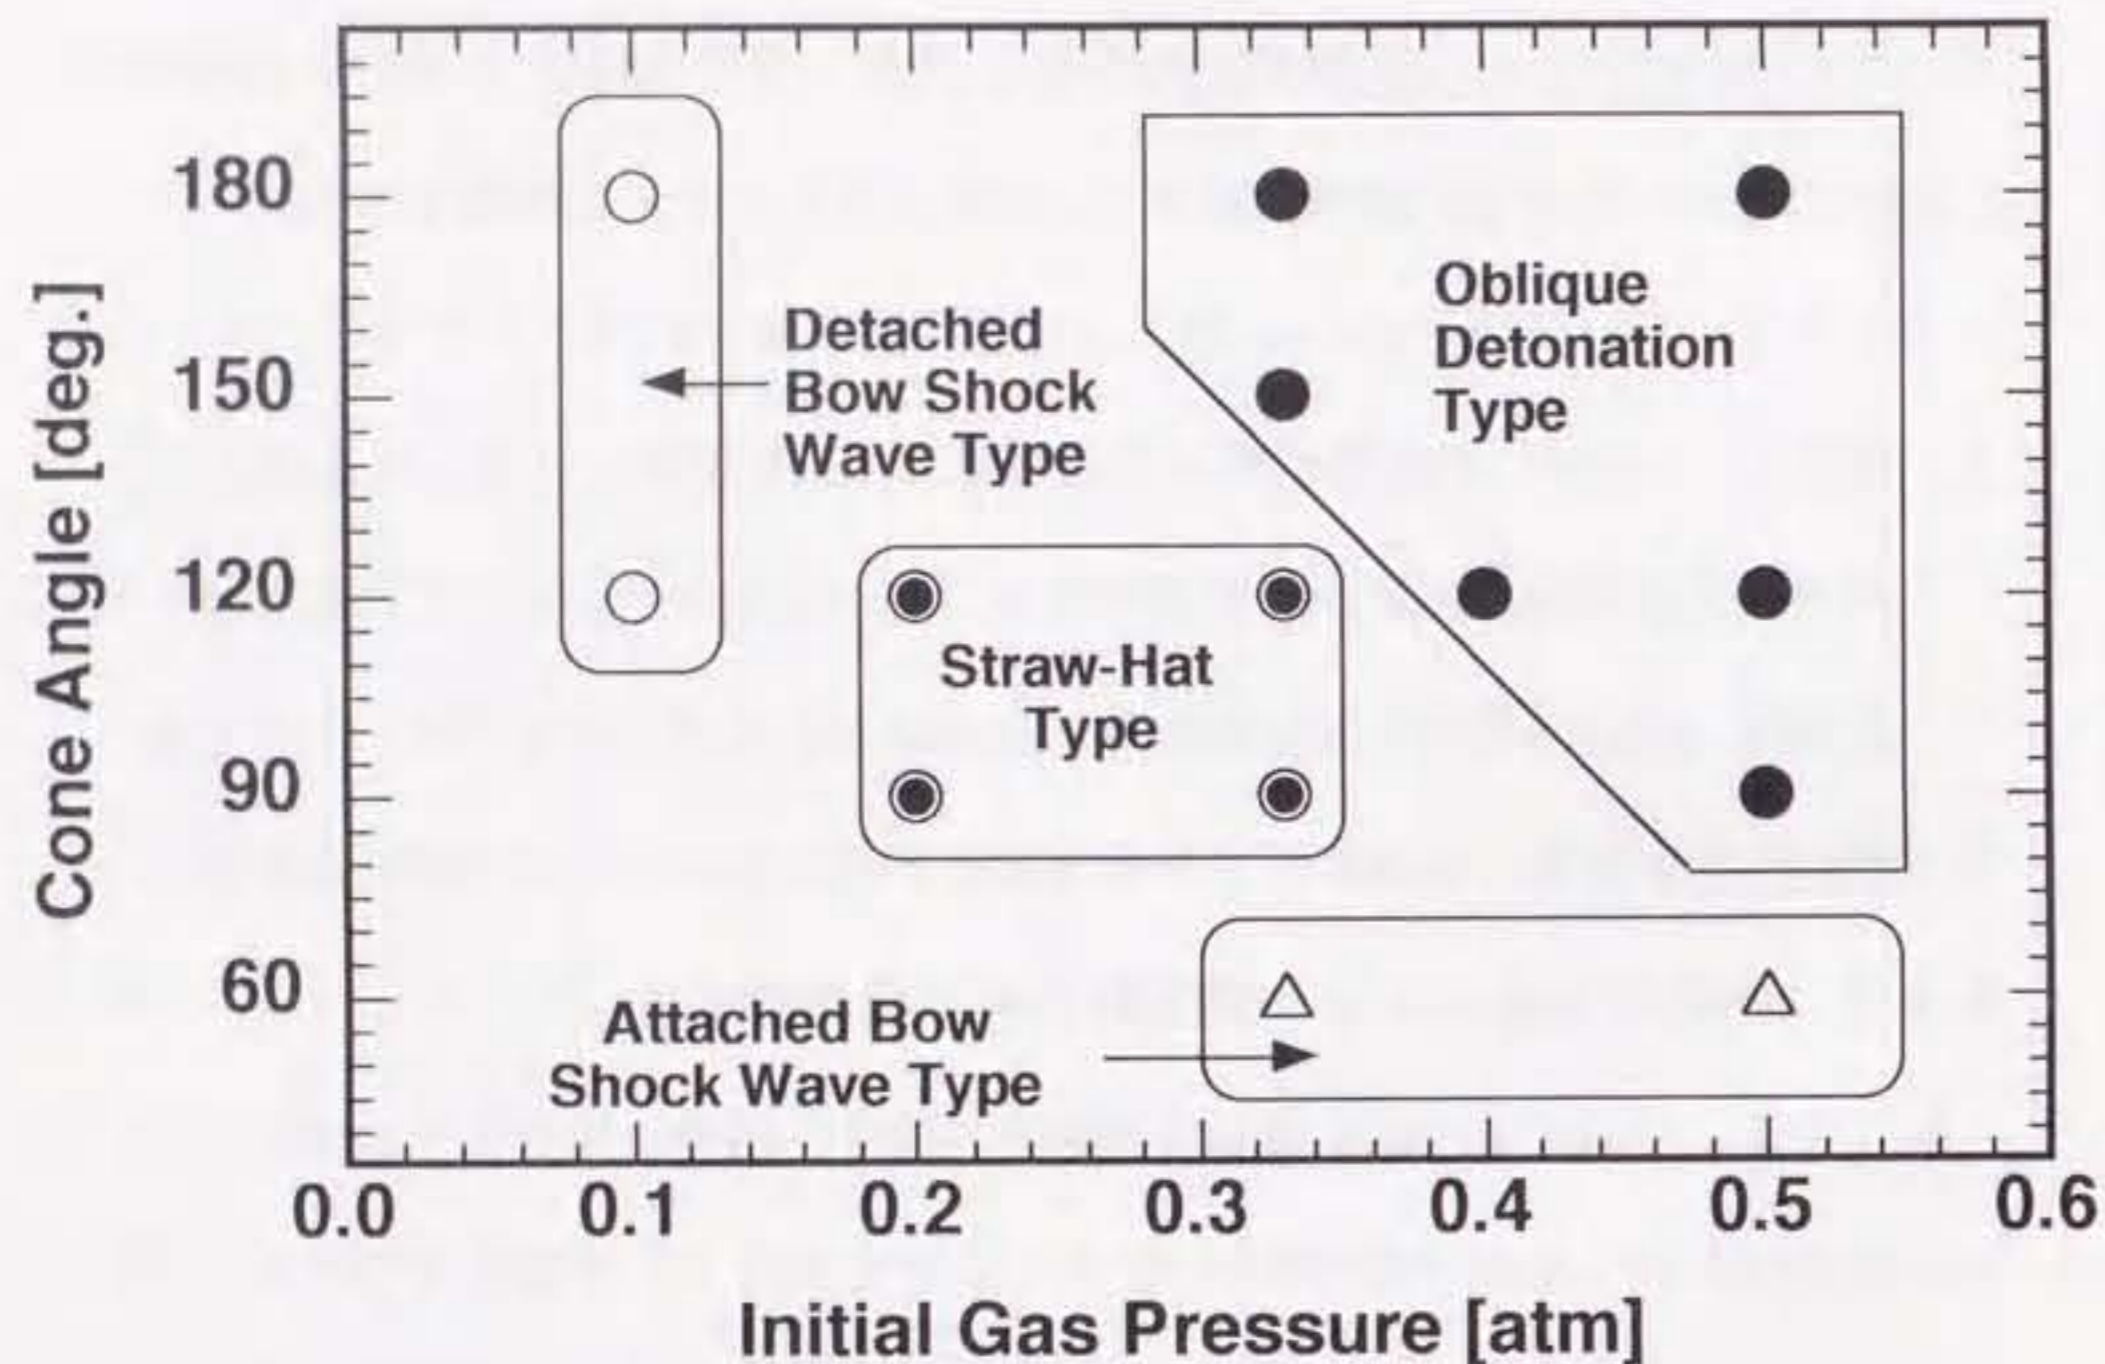 Cone Angle [deg.]
180
150
120
90
60
Detached
Bow Shock
Wave Type
Oblique
Detonation
Type
Straw-Hat
Type
Attached Bow
Shock Wave Type
0.0 0.1 0.2 0.3 0.4 0.5 0.6
Initial Gas Pressure [atm]